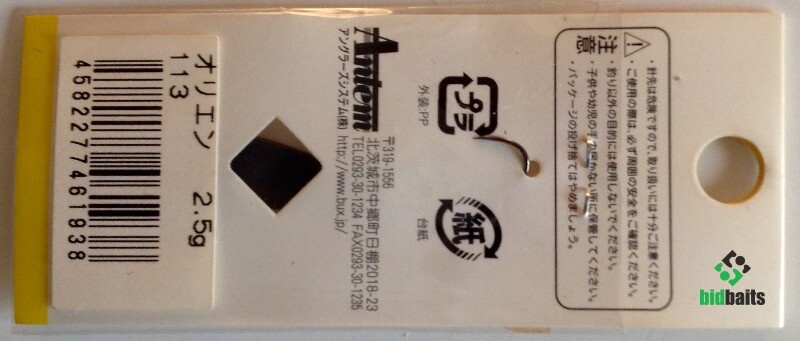 オリエン 2.5g
113
4582277461938
Antem
アングラーズシステム(株)
〒319-1556
北茨城市中郷町日棚2018-23
TEL0293-30-1234 FAX0293-30-1235
http://www.bux.jp/
プラ
外装:PP
紙
台紙
注意
・針先は危険ですので、取り扱いには十分ご注意ください。
・ご使用の際は、必ず周囲の安全をご確認ください。
・釣り以外の目的には使用しないでください。
・子供や幼児の手の届かない所に保管してください。
・パッケージの投げ捨てはやめましょう。
bidbaits